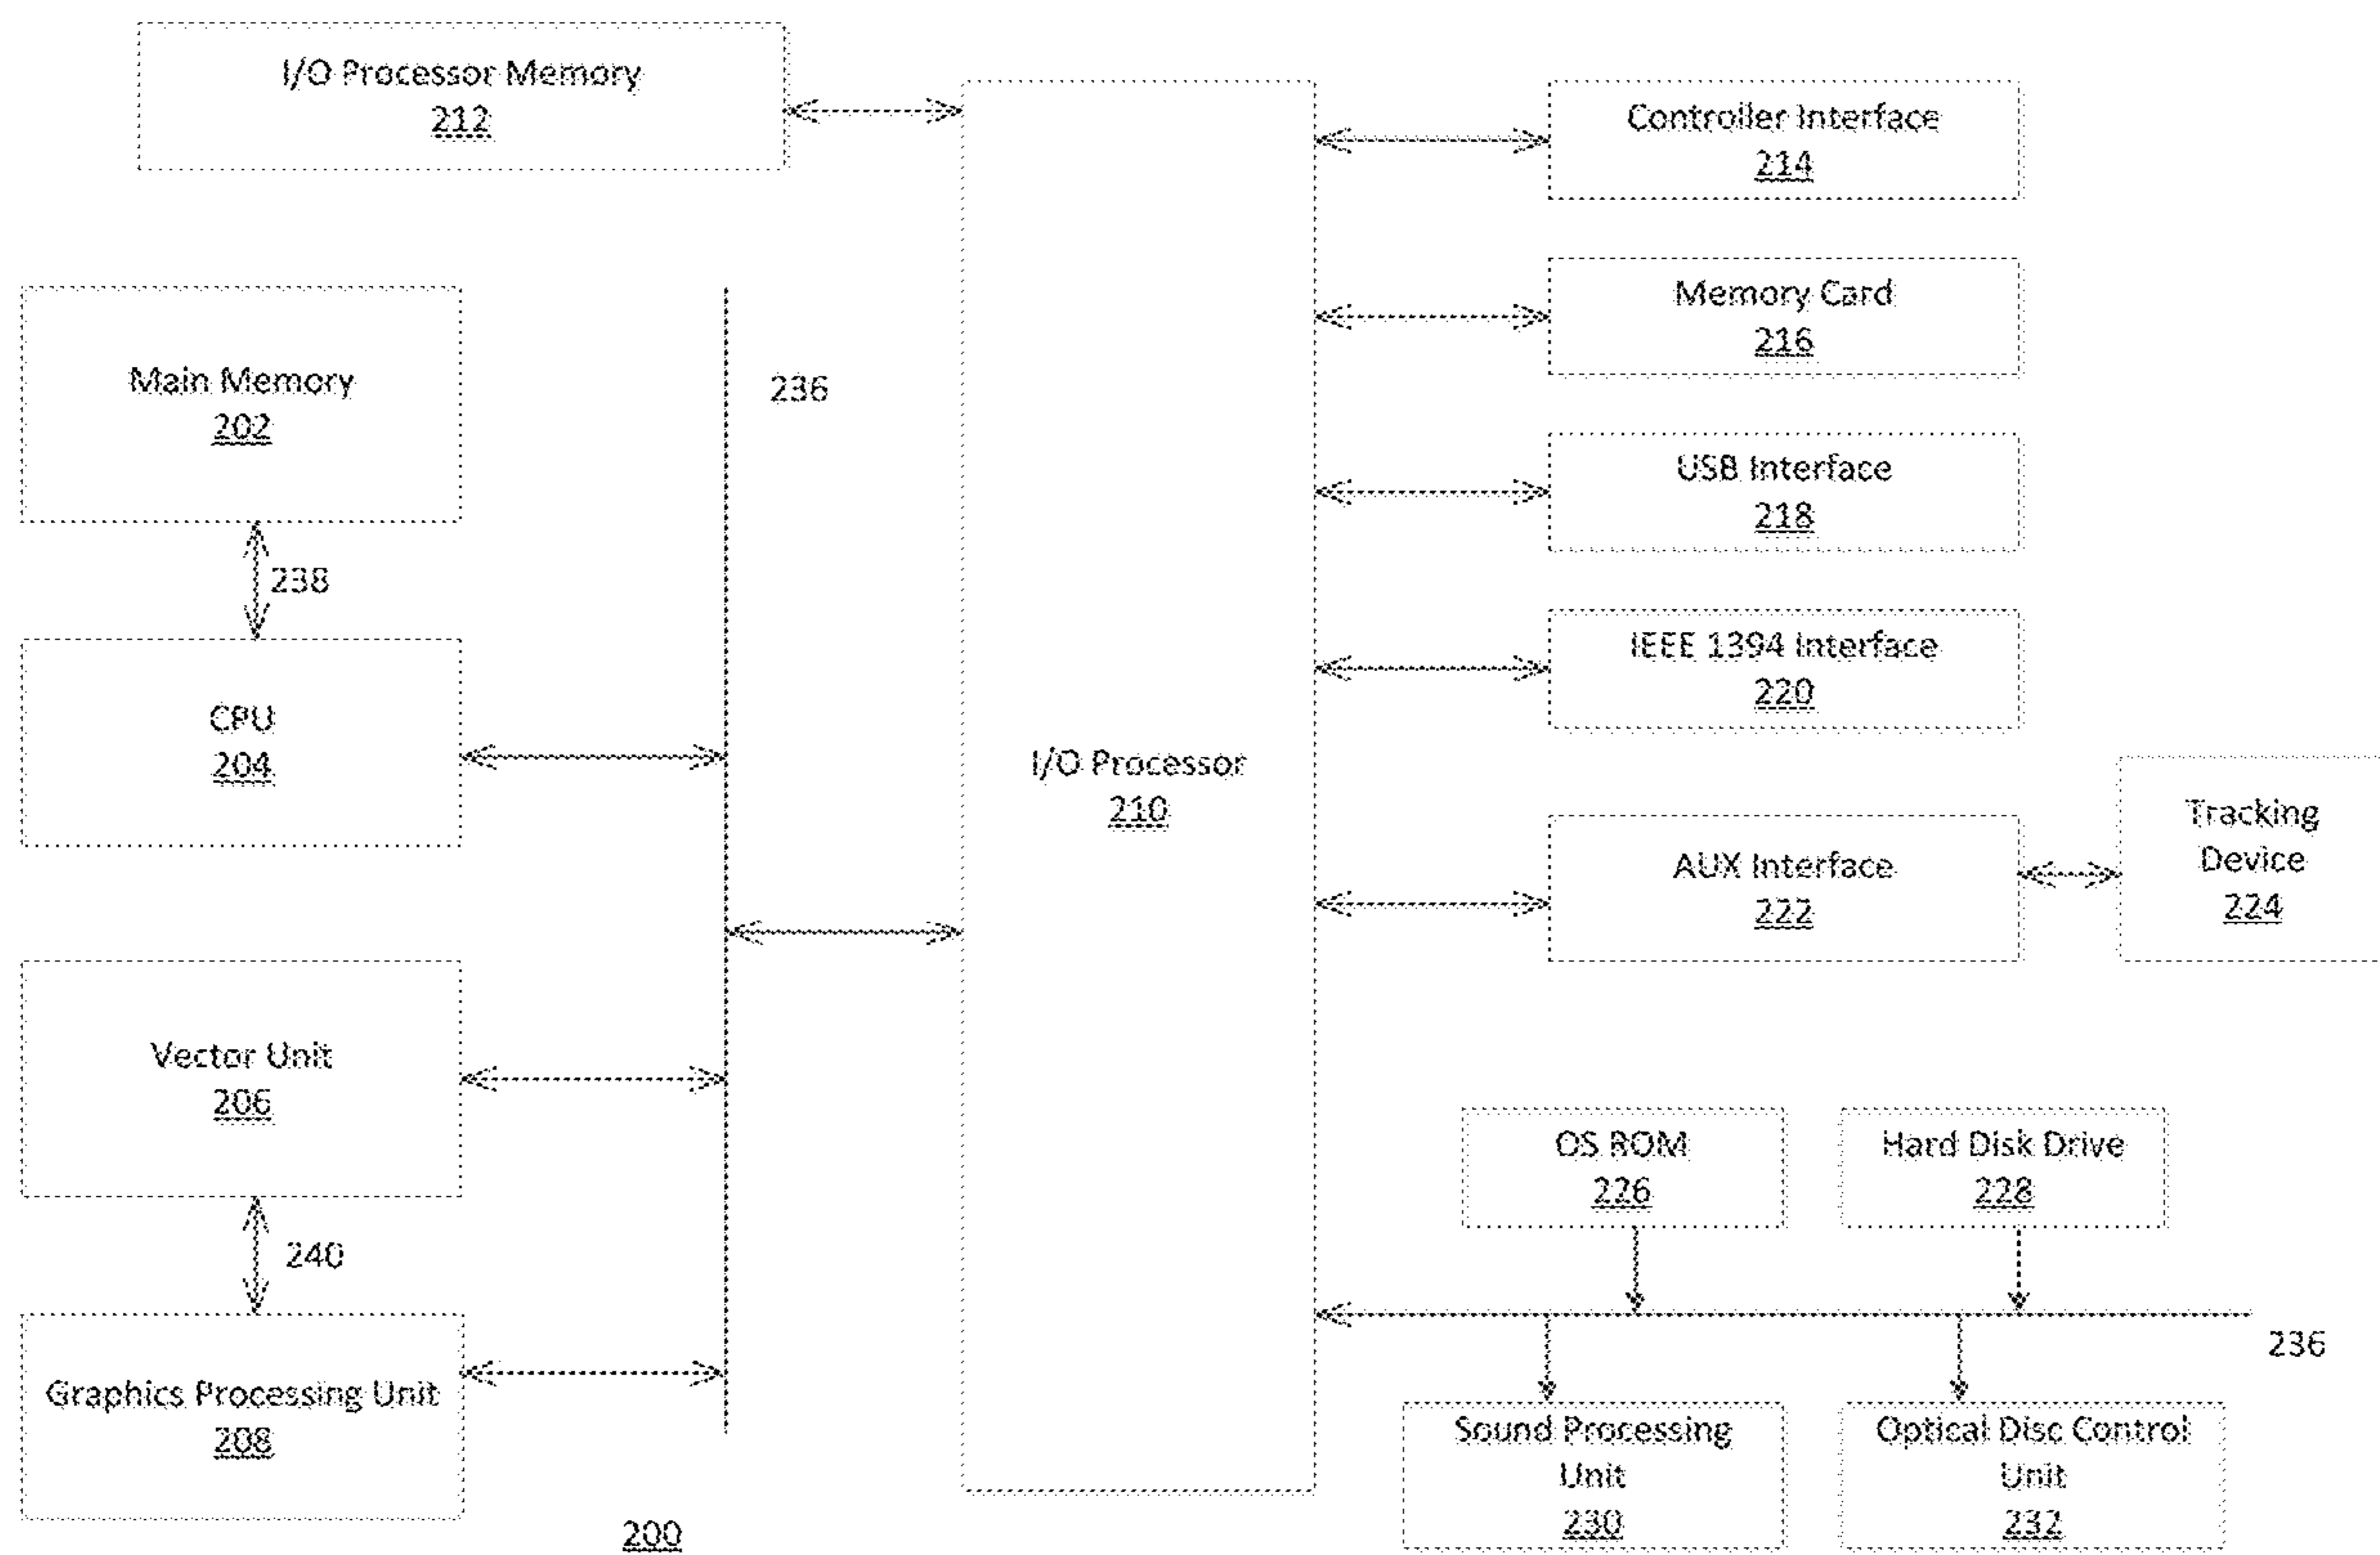 I/O Processor Memory
212
Main Memory
202
238
CPU
204
Vector Unit
206
240
Graphics Processing Unit
208
236
200
I/O Processor
210
Controller Interface
214
Memory Card
216
USB Interface
218
IEEE 1394 Interface
220
AUX Interface
222
Tracking
Device
224
OS ROM
226
Hard Disk Drive
228
236
Sound Processing
Unit
230
Optical Disc Control
Unit
232